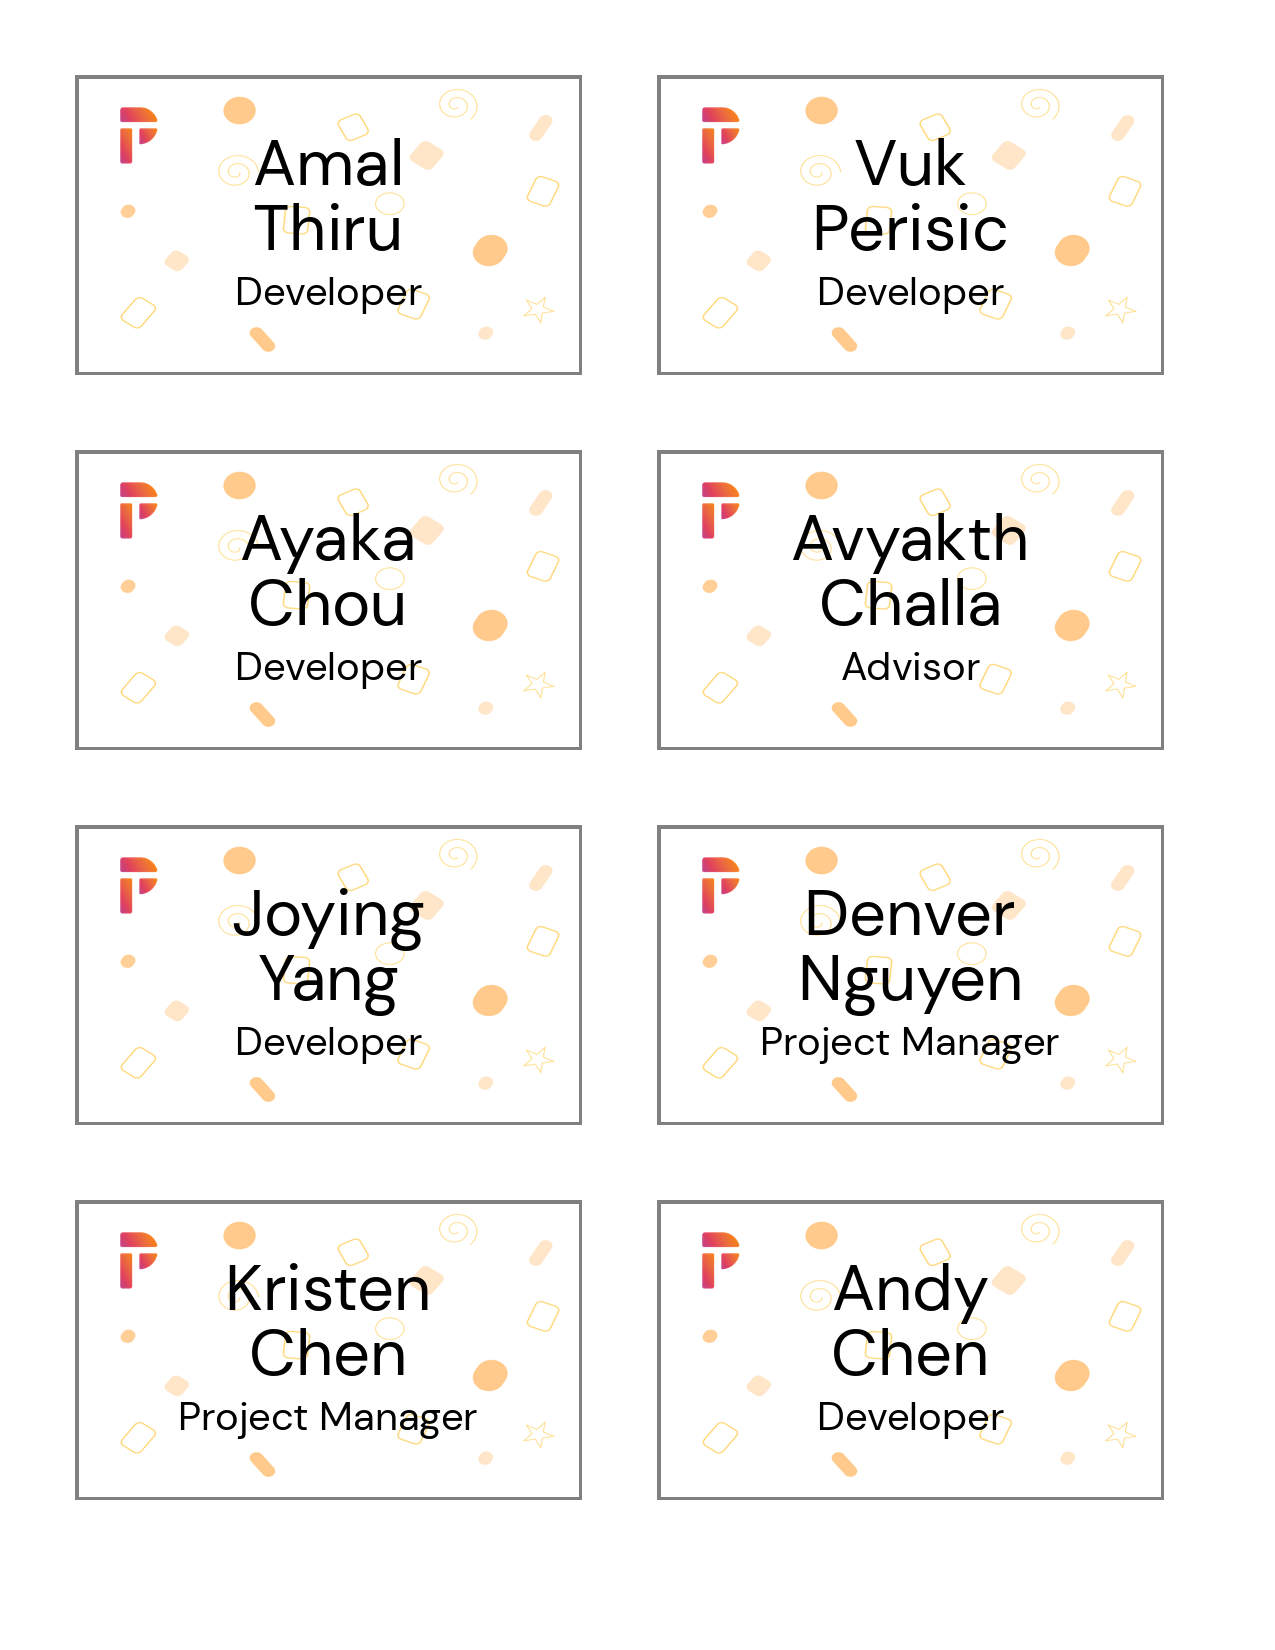 Amal
Thiru
Developer
Vuk
Perisic
Developer
Ayaka
Chou
Developer
Avyakth
Challa
Advisor
Joying
Yang
Developer
Denver
Nguyen
Project Manager
Kristen
Chen
Project Manager
Andy
Chen
Developer